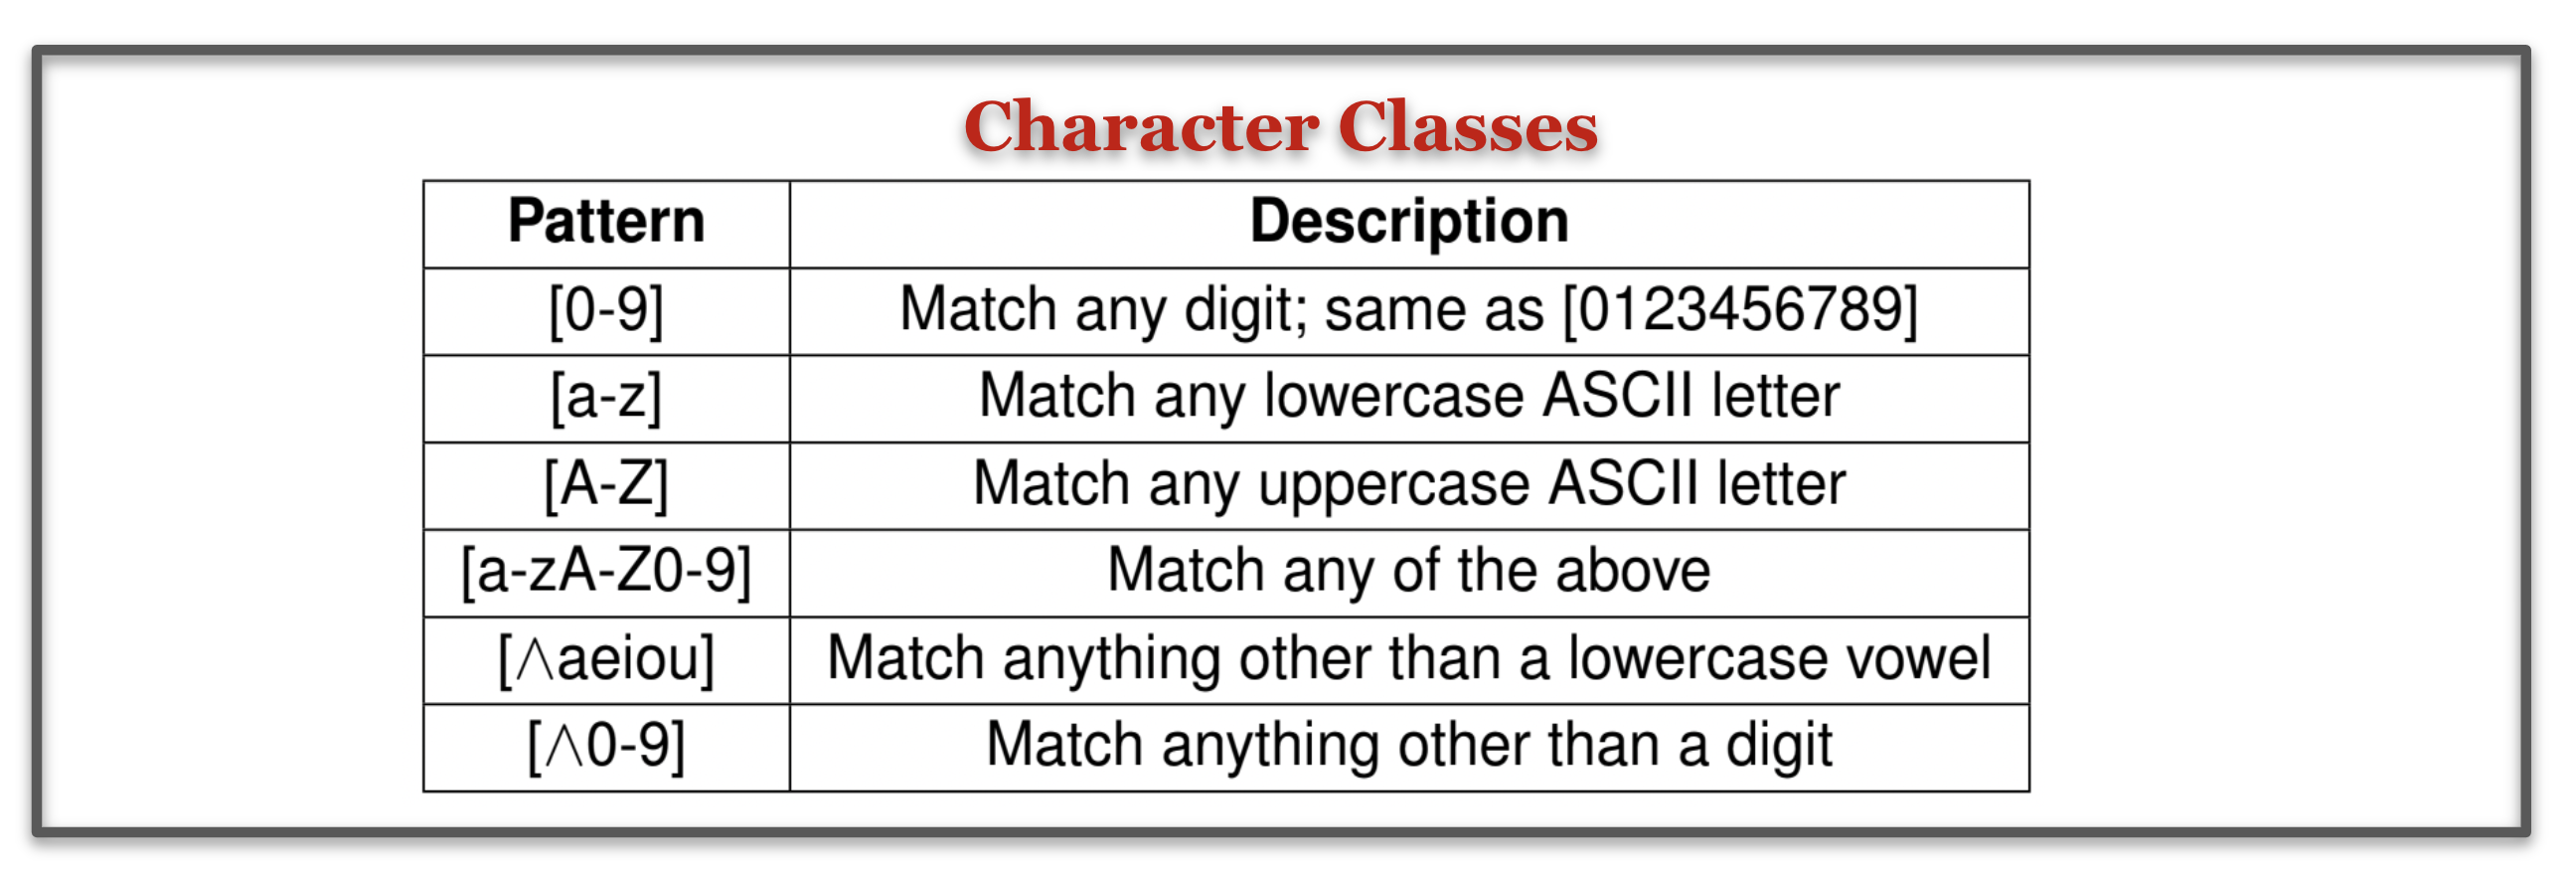 Character Classes
Pattern Description
[0-9] Match any digit; same as [0123456789]
[a-z] Match any lowercase ASCII letter
[A-Z] Match any uppercase ASCII letter
[a-zA-Z0-9] Match any of the above
[∧aeiou] Match anything other than a lowercase vowel
[∧0-9] Match anything other than a digit